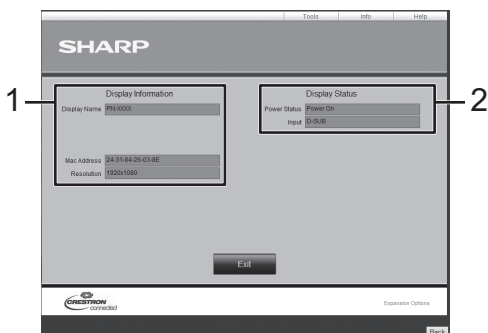 Tools Info Help
SHARP
1 Display Information Display Status 2
Display Name PN-XXXX Power Status Power On
Input D-SUB
Mac Address 24-31-84-26-03-8E
Resolution 1920x1080
Exit
CRESTRON connected Expansion Options
Back